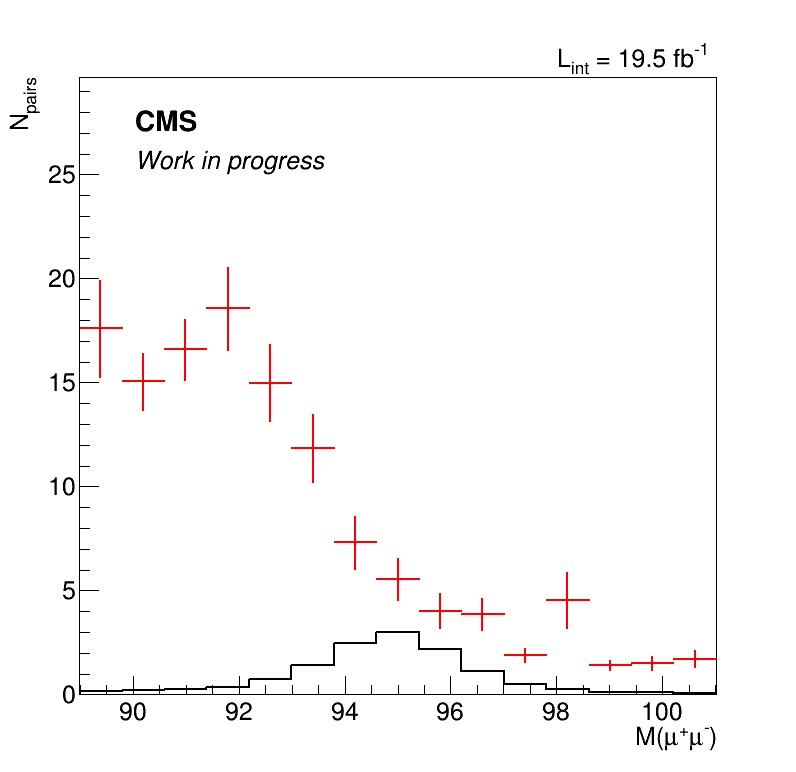 L_int = 19.5 fb^-1
N_pairs
CMS
Work in progress
25
20
15
10
5
0
90 92 94 96 98 100
M(μ⁺μ⁻)